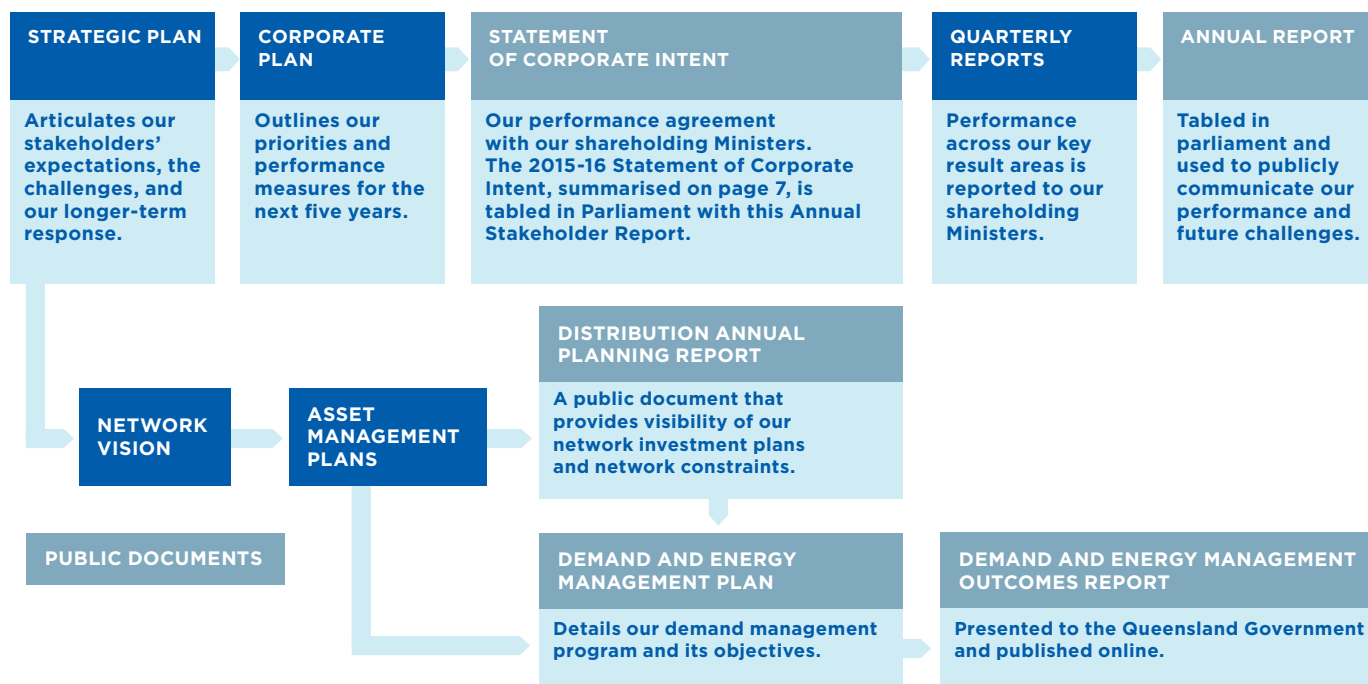 STRATEGIC PLAN
Articulates our
stakeholders'
expectations, the
challenges, and
our longer-term
response.
CORPORATE
PLAN
Outlines our
priorities and
performance
measures for the
next five years.
STATEMENT
OF CORPORATE INTENT
Our performance agreement
with our shareholding Ministers.
The 2015-16 Statement of Corporate
Intent, summarised on page 7, is
tabled in Parliament with this Annual
Stakeholder Report.
QUARTERLY
REPORTS
Performance
across our key
result areas is
reported to our
shareholding
Ministers.
ANNUAL REPORT
Tabled in
parliament and
used to publicly
communicate our
performance and
future challenges.
NETWORK
VISION
ASSET
MANAGEMENT
PLANS
DISTRIBUTION ANNUAL
PLANNING REPORT
A public document that
provides visibility of our
network investment plans
and network constraints.
PUBLIC DOCUMENTS
DEMAND AND ENERGY
MANAGEMENT PLAN
Details our demand management
program and its objectives.
DEMAND AND ENERGY MANAGEMENT
OUTCOMES REPORT
Presented to the Queensland Government
and published online.